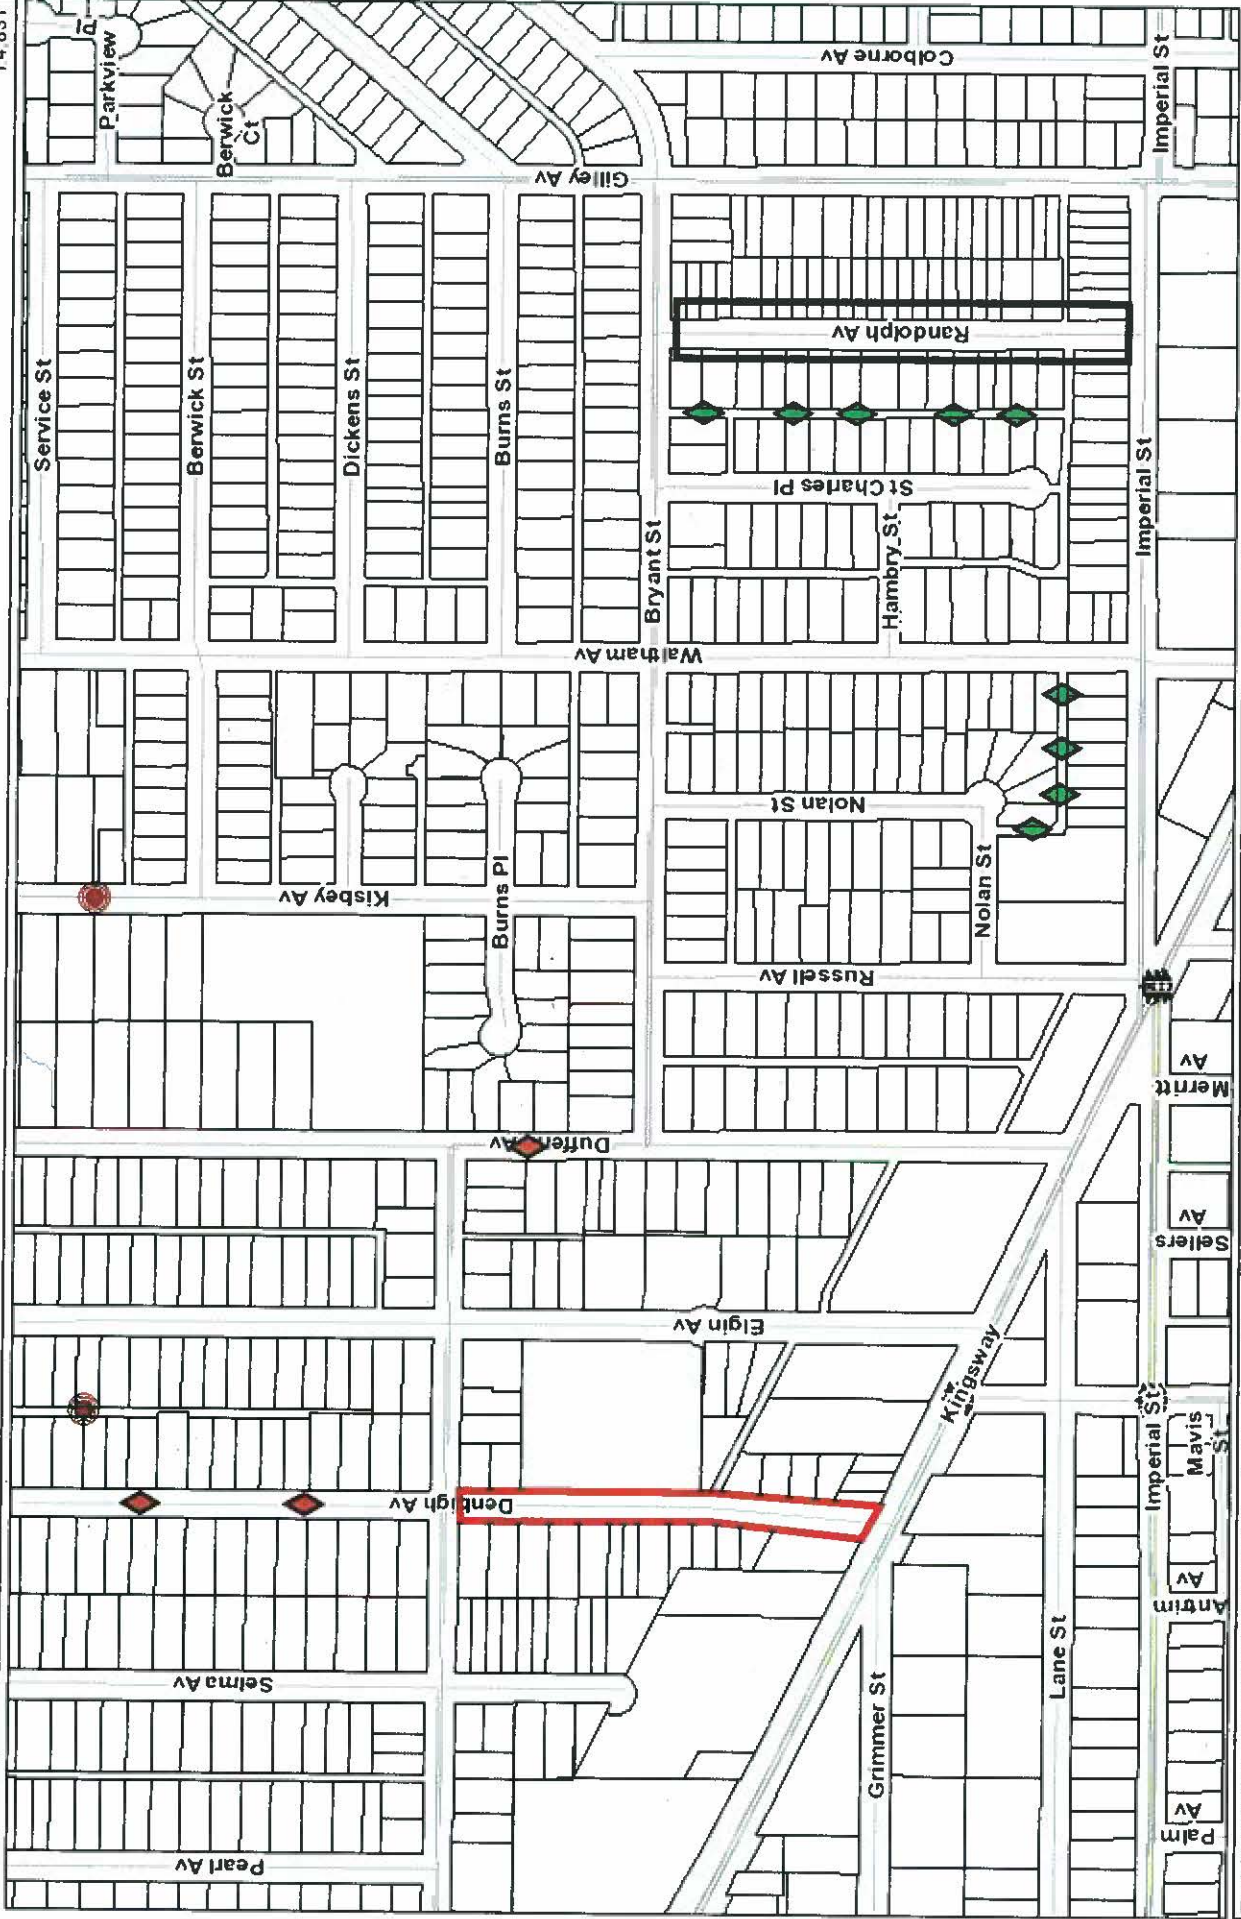 Parkview
Pl
Berwick
Ct
Colborne Av
Imperial St
Gilley Av
Randolph Av
Service St
Berwick St
Dickens St
Burns St
St Charles Pl
Imperial St
Bryant St
Hambry St
Waltham Av
Nolan St
Kisbey Av
Burns Pl
Nolan St
Russell Av
Merritt
Av
Av
Sellers
Av
Elgin Av
Kingsway
Denbigh Av
Imperial St
Mavis
St
Antrim
Av
Selma Av
Lane St
Grimmer St
Palm
Av
Pearl Av